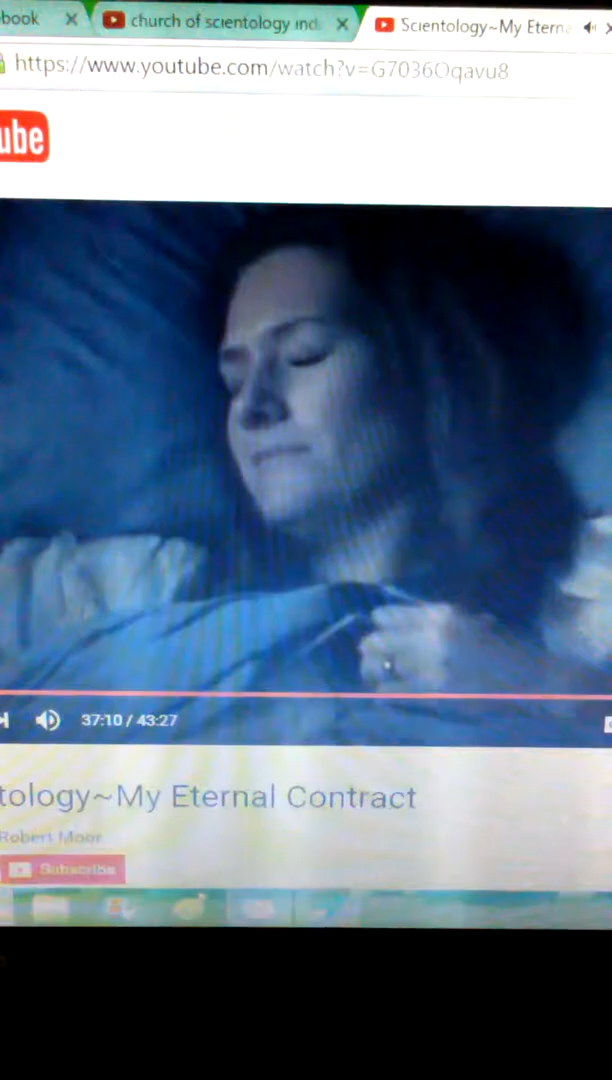 book church of scientology ind Scientology~My Eterna
https://www.youtube.com/watch?v=G7036Oqavu8
ube
37:10 / 43:27
tology~My Eternal Contract
Robert Moor
Subscribe